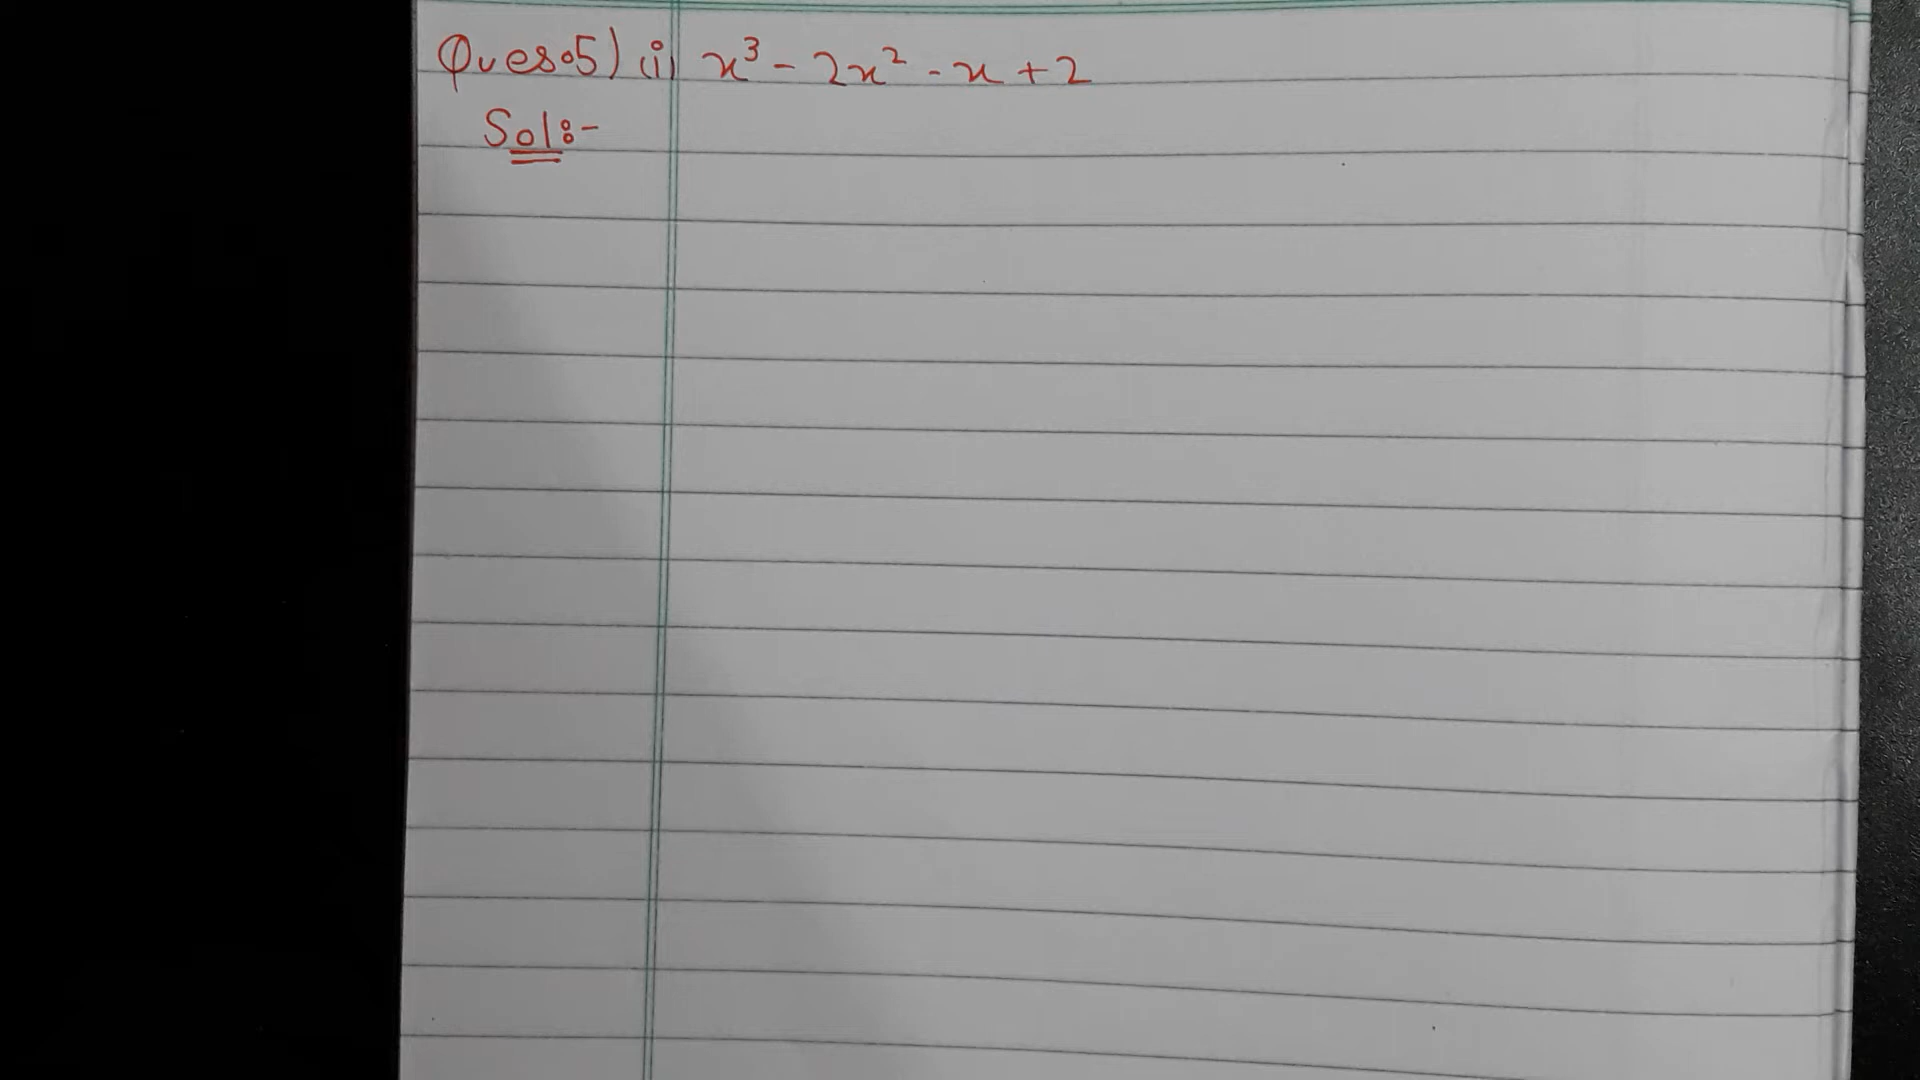 Ques.5) (i) x³ - 2x² - x + 2
Sol:-